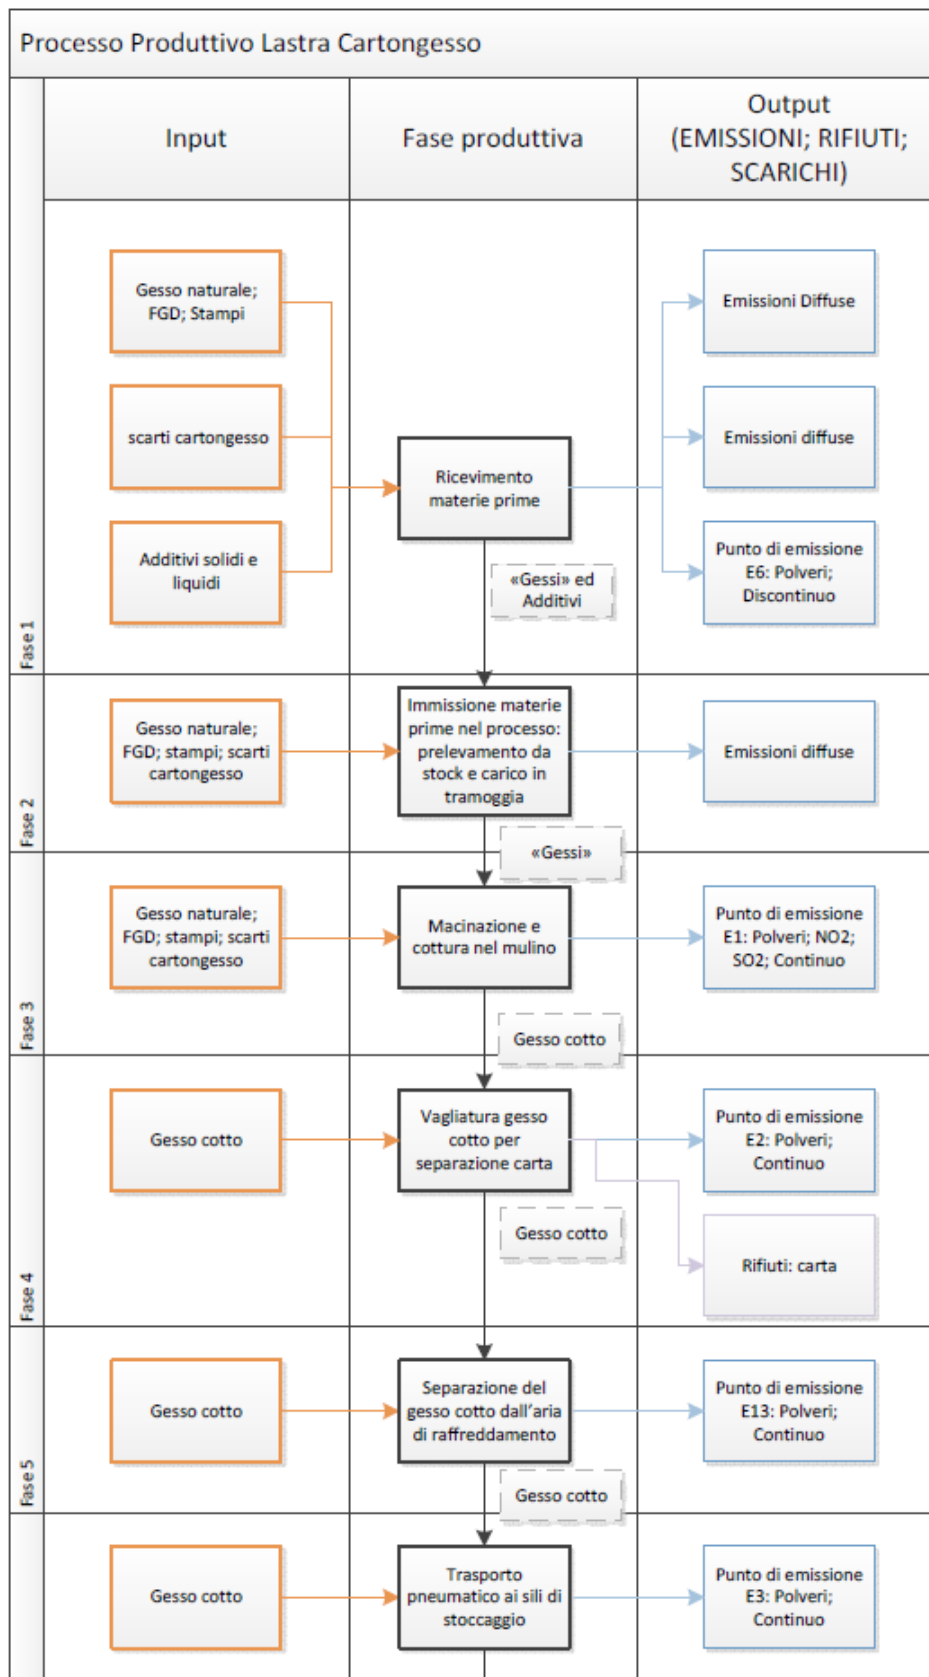 Processo Produttivo Lastra Cartongesso
Input
Fase produttiva
Output
(EMISSIONI; RIFIUTI;
SCARICHI)
Fase 1
Gesso naturale;
FGD; Stampi
scarti cartongesso
Additivi solidi e
liquidi
Ricevimento
materie prime
«Gessi» ed
Additivi
Emissioni Diffuse
Emissioni diffuse
Punto di emissione
E6: Polveri;
Discontinuo
Fase 2
Gesso naturale;
FGD; stampi; scarti
cartongesso
Immissione materie
prime nel processo:
prelevamento da
stock e carico in
tramoggia
«Gessi»
Emissioni diffuse
Fase 3
Gesso naturale;
FGD; stampi; scarti
cartongesso
Macinazione e
cottura nel mulino
Gesso cotto
Punto di emissione
E1: Polveri; NO2;
SO2; Continuo
Fase 4
Gesso cotto
Vagliatura gesso
cotto per
separazione carta
Gesso cotto
Punto di emissione
E2: Polveri;
Continuo
Rifiuti: carta
Fase 5
Gesso cotto
Separazione del
gesso cotto dall'aria
di raffreddamento
Gesso cotto
Punto di emissione
E13: Polveri;
Continuo
Gesso cotto
Trasporto
pneumatico ai sili di
stoccaggio
Punto di emissione
E3: Polveri;
Continuo